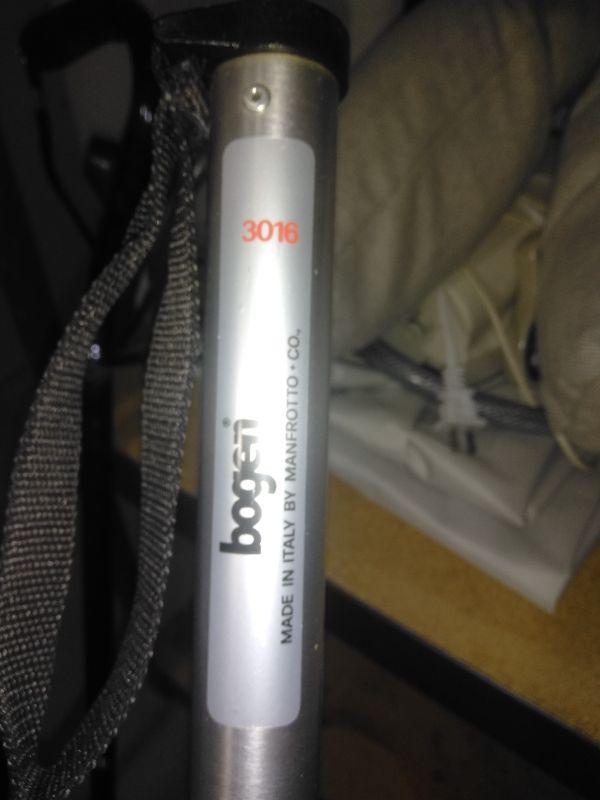 3016
bogen®
MADE IN ITALY BY MANFROTTO + CO.,